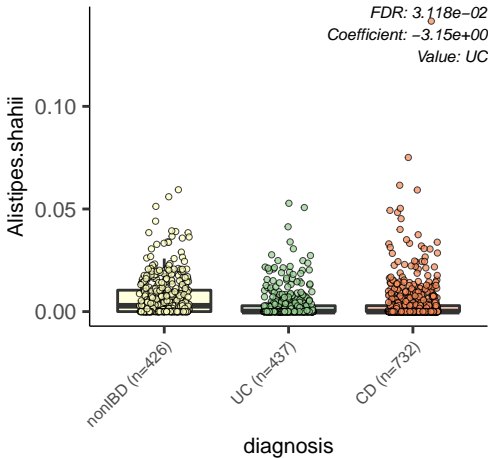 FDR: 3.118e−02
Coefficient: −3.15e+00
Value: UC
Alistipes.shahii
0.10
0.05
0.00
nonIBD (n=426)
UC (n=437)
CD (n=732)
diagnosis